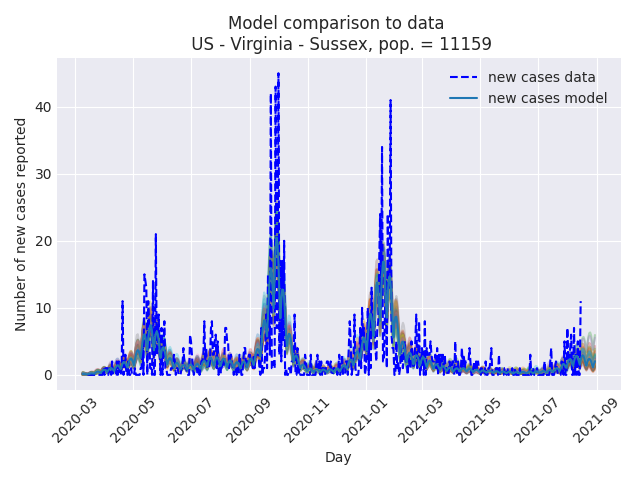 Model comparison to data
US - Virginia - Sussex, pop. = 11159
new cases data
new cases model
Number of new cases reported
40
30
20
10
0
2020-03
2020-05
2020-07
2020-09
2020-11
2021-01
2021-03
2021-05
2021-07
2021-09
Day